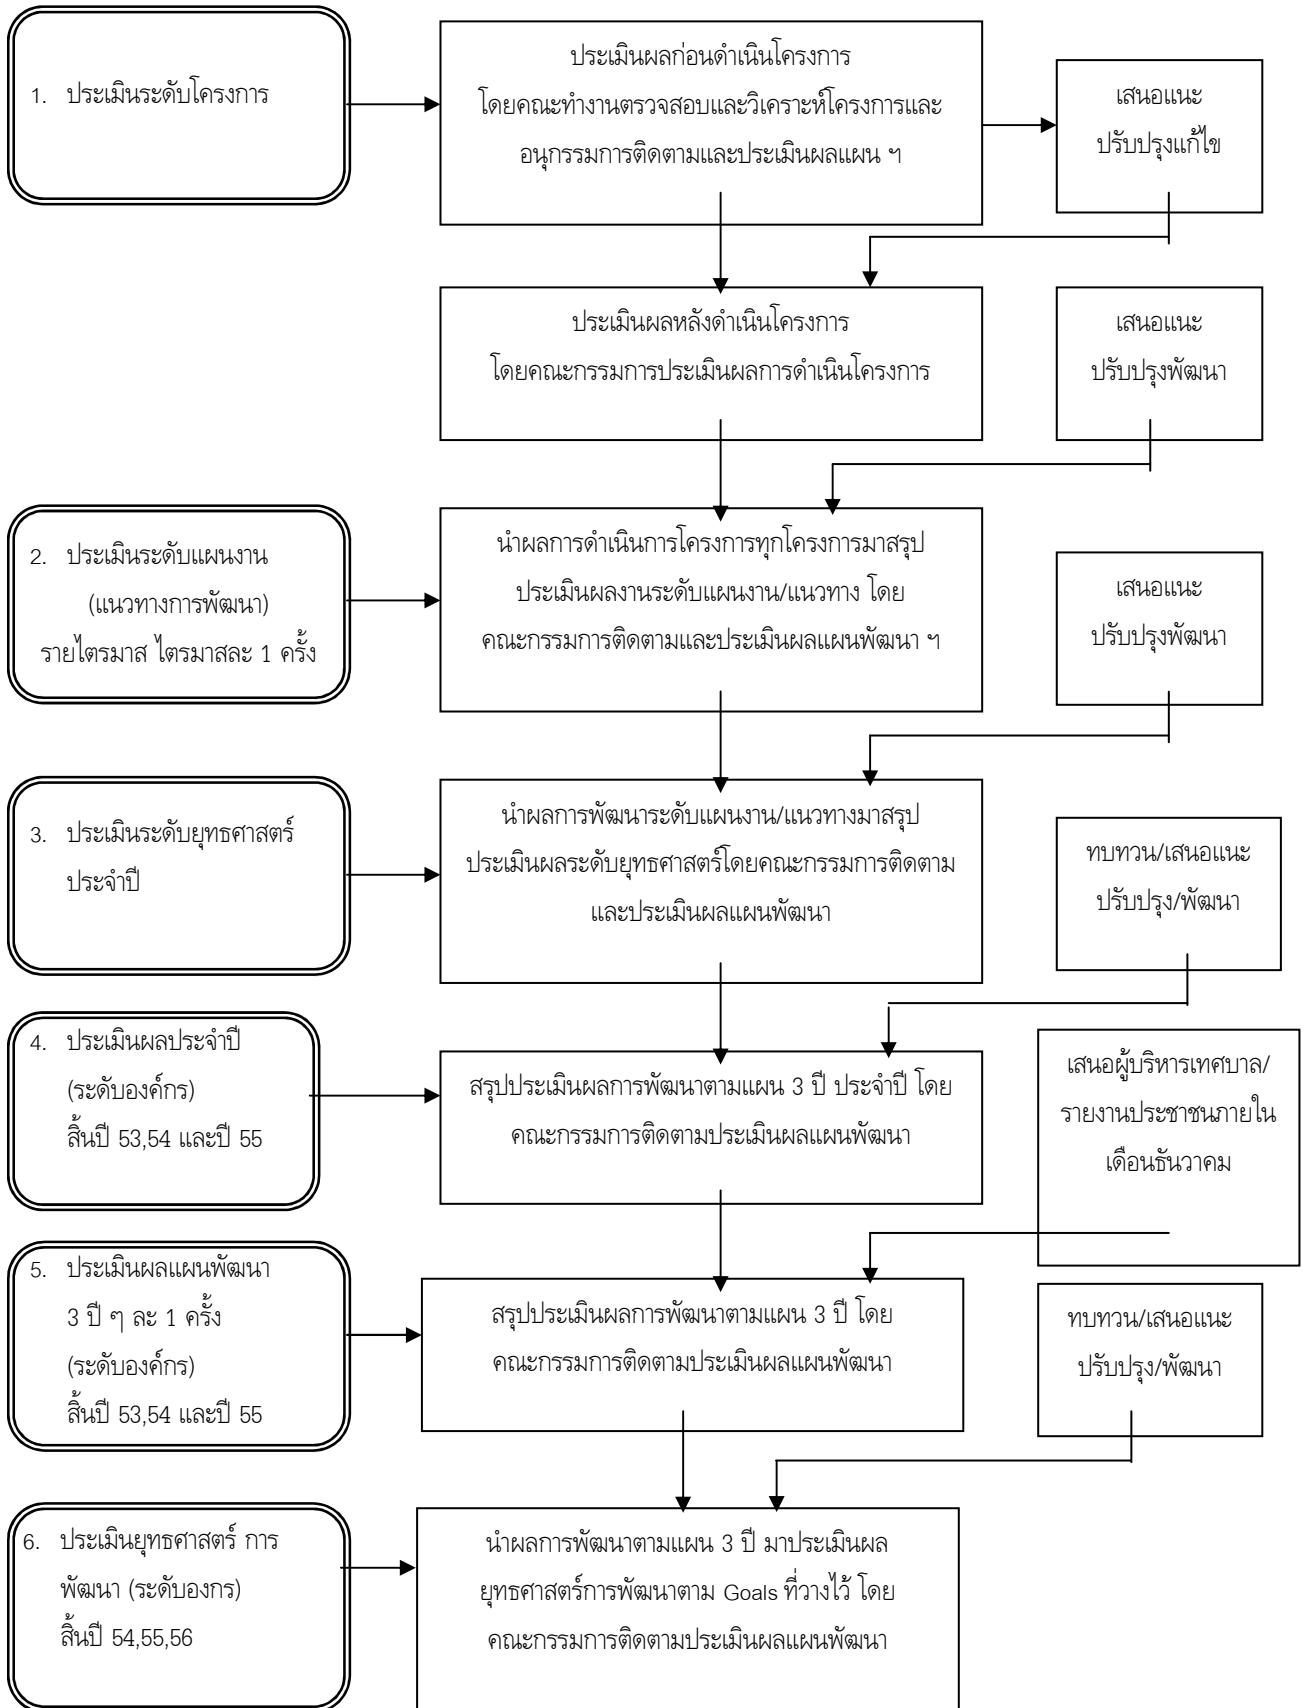 1. ประเมินระดับโครงการ
ประเมินผลก่อนดำเนินโครงการ
โดยคณะทำงานตรวจสอบและวิเคราะห์โครงการและ
อนุกรรมการติดตามและประเมินผลแผน ฯ
เสนอแนะ
ปรับปรุงแก้ไข
ประเมินผลหลังดำเนินโครงการ
โดยคณะกรรมการประเมินผลการดำเนินโครงการ
เสนอแนะ
ปรับปรุงพัฒนา
2. ประเมินระดับแผนงาน
(แนวทางการพัฒนา)
รายไตรมาส ไตรมาสละ 1 ครั้ง
นำผลการดำเนินการโครงการทุกโครงการมาสรุป
ประเมินผลงานระดับแผนงาน/แนวทาง โดย
คณะกรรมการติดตามและประเมินผลแผนพัฒนา ฯ
เสนอแนะ
ปรับปรุงพัฒนา
3. ประเมินระดับยุทธศาสตร์
ประจำปี
นำผลการพัฒนาระดับแผนงาน/แนวทางมาสรุป
ประเมินผลระดับยุทธศาสตร์โดยคณะกรรมการติดตาม
และประเมินผลแผนพัฒนา
ทบทวน/เสนอแนะ
ปรับปรุง/พัฒนา
4. ประเมินผลประจำปี
(ระดับองค์กร)
สิ้นปี 53,54 และปี 55
สรุปประเมินผลการพัฒนาตามแผน 3 ปี ประจำปี โดย
คณะกรรมการติดตามประเมินผลแผนพัฒนา
เสนอผู้บริหารเทศบาล/
รายงานประชาชนภายใน
เดือนธันวาคม
5. ประเมินผลแผนพัฒนา
3 ปี ๆ ละ 1 ครั้ง
(ระดับองค์กร)
สิ้นปี 53,54 และปี 55
สรุปประเมินผลการพัฒนาตามแผน 3 ปี โดย
คณะกรรมการติดตามประเมินผลแผนพัฒนา
ทบทวน/เสนอแนะ
ปรับปรุง/พัฒนา
6. ประเมินยุทธศาสตร์ การ
พัฒนา (ระดับองกร)
สิ้นปี 54,55,56
นำผลการพัฒนาตามแผน 3 ปี มาประเมินผล
ยุทธศาสตร์การพัฒนาตาม Goals ที่วางไว้ โดย
คณะกรรมการติดตามประเมินผลแผนพัฒนา